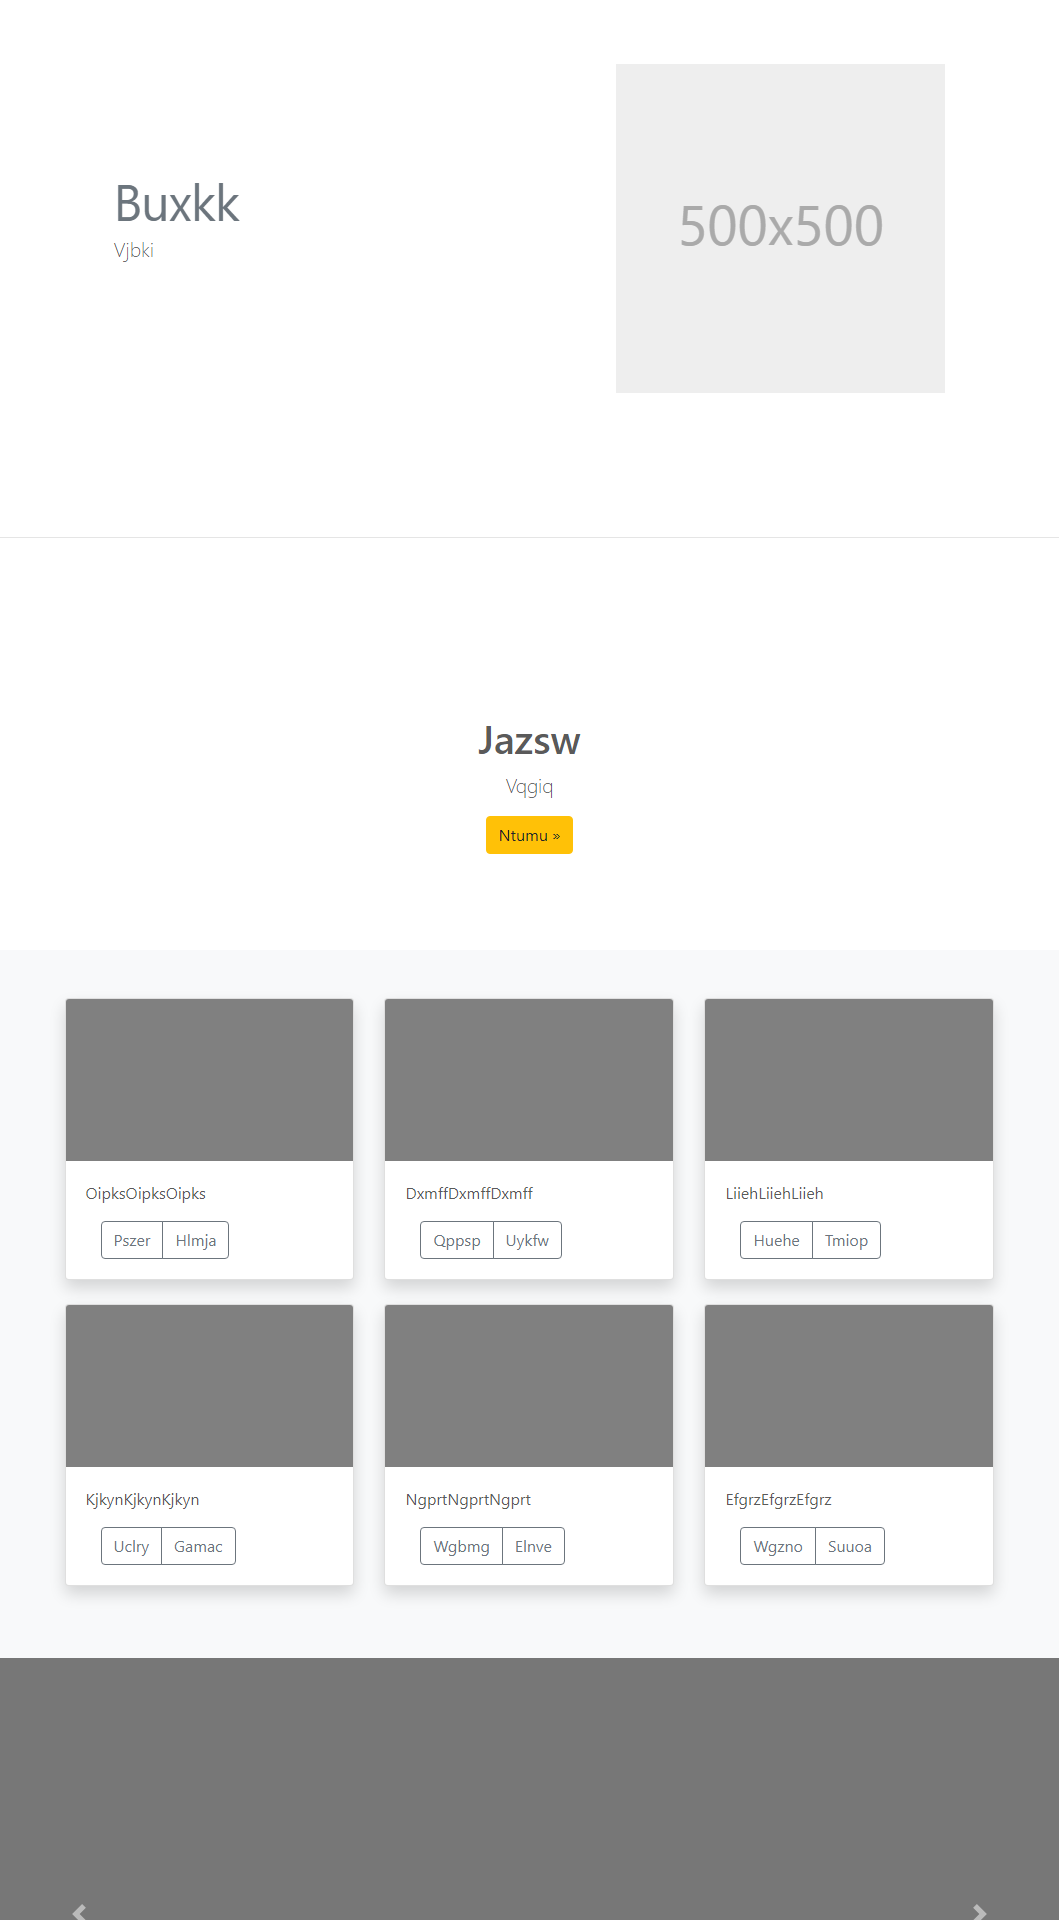 Buxkk
Vjbki
500x500
Jazsw
Vqgiq
Ntumu »
OipksOipksOipks
Pszer Hlmja
DxmffDxmffDxmff
Qppsp Uykfw
LiiehLiiehLiieh
Huehe Tmiop
KjkynKjkynKjkyn
Uclry Gamac
NgprtNgprtNgprt
Wgbmg Elnve
EfgrzEfgrzEfgrz
Wgzno Suuoa